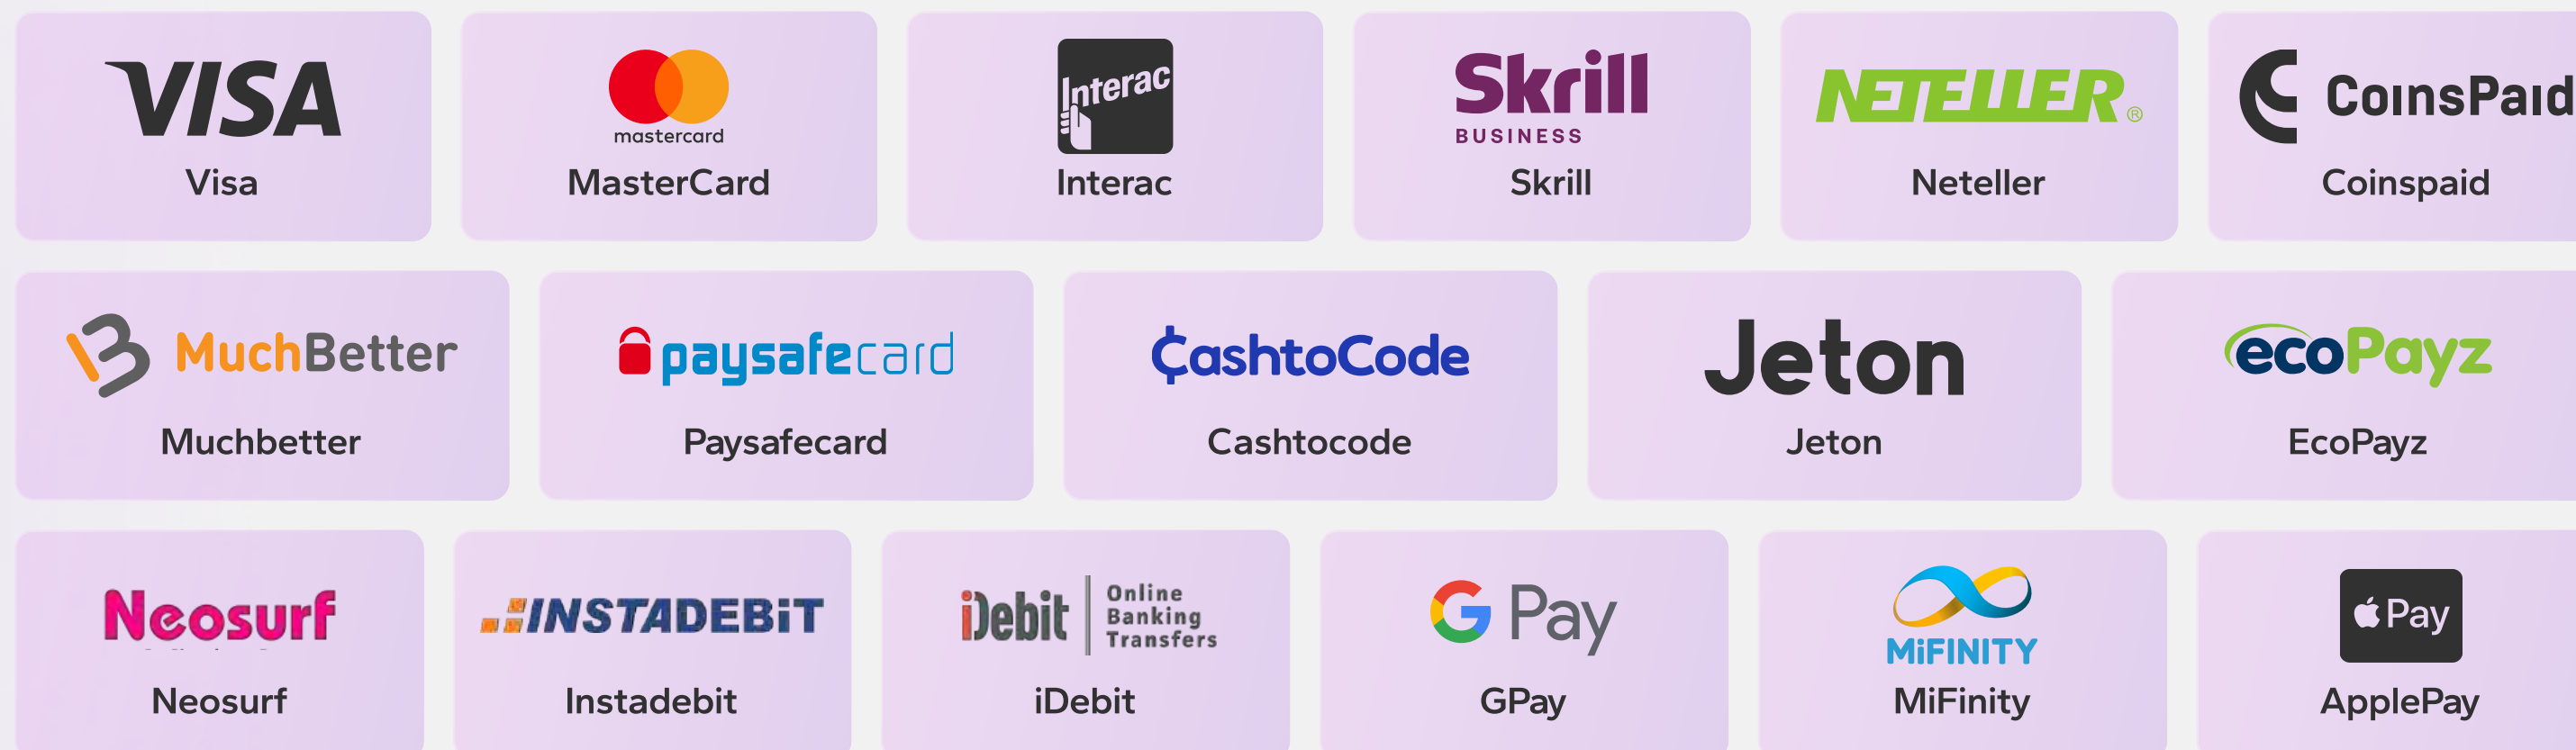 VISA
Visa
mastercard
MasterCard
Interac
Interac
Skrill
BUSINESS
Skrill
NETELLER®
Neteller
CoinsPaid
Coinspaid
MuchBetter
Muchbetter
paysafecard
Paysafecard
CashtoCode
Cashtocode
Jeton
Jeton
ecoPayz
EcoPayz
Neosurf
Neosurf
INSTADEBiT
Instadebit
iDebit
Online
Banking
Transfers
iDebit
G Pay
GPay
MiFINITY
MiFinity
Pay
ApplePay